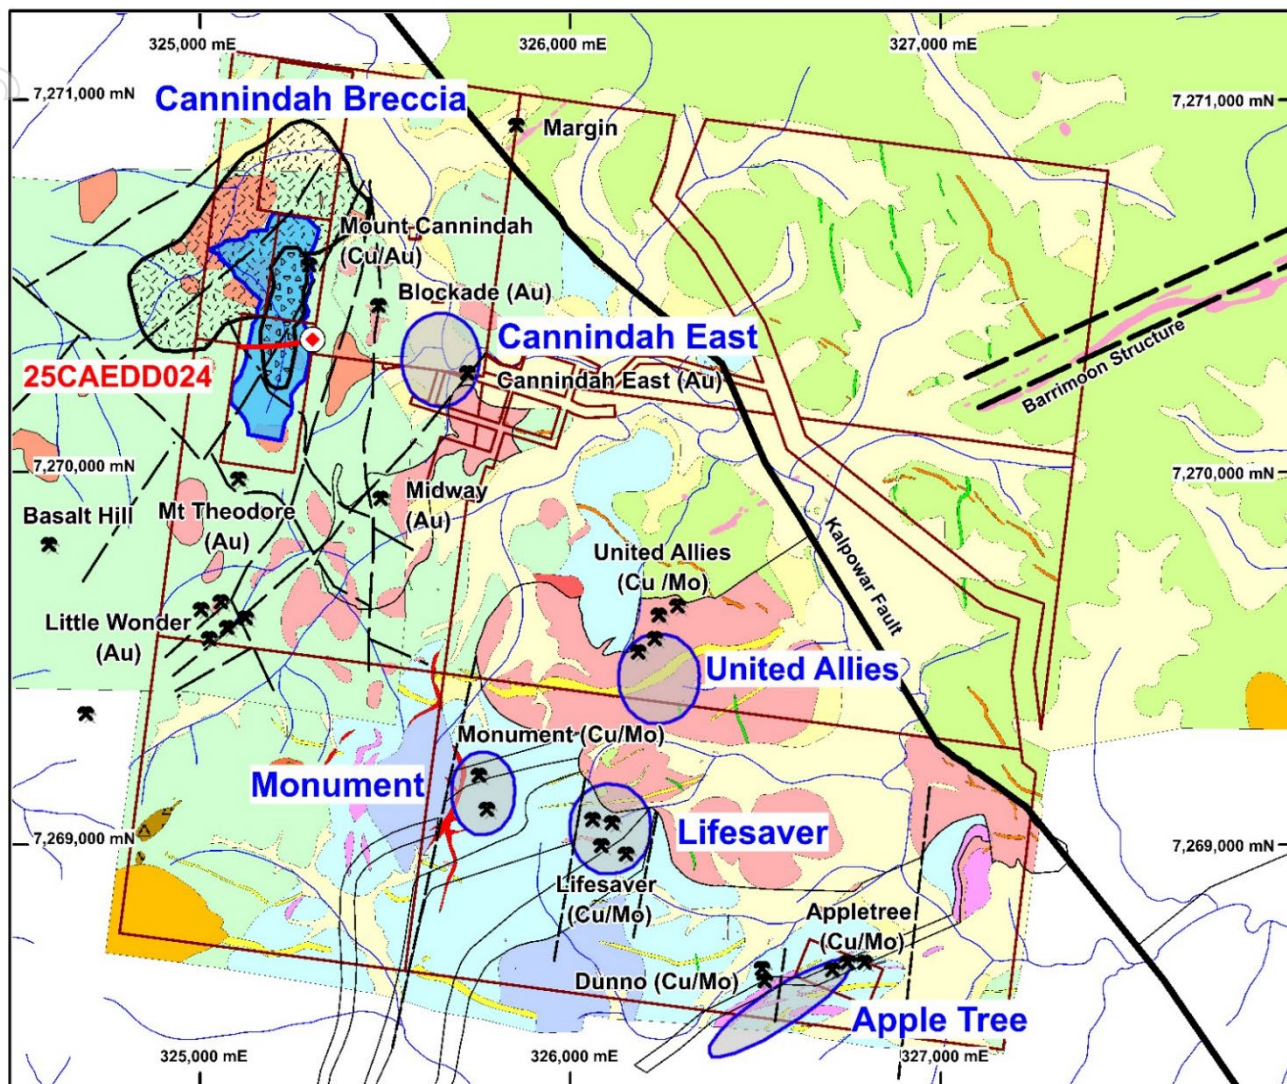 325,000 mE
326,000 mE
327,000 mE
7,271,000 mN
7,271,000 mN
Cannindah Breccia
Margin
Mount Cannindah
(Cu/Au)
Blockade (Au)
Cannindah East
25CAEDD024
Cannindah East (Au)
Barrimoon Structure
7,270,000 mN
7,270,000 mN
Basalt Hill
Mt Theodore
(Au)
Midway
(Au)
Kalpowar Fault
United Allies
(Cu /Mo)
Little Wonder
(Au)
United Allies
Monument (Cu/Mo)
Monument
Lifesaver
7,269,000 mN
7,269,000 mN
Lifesaver
(Cu/Mo)
Appletree
(Cu/Mo)
Dunno (Cu/Mo)
Apple Tree
325,000 mE
326,000 mE
327,000 mE